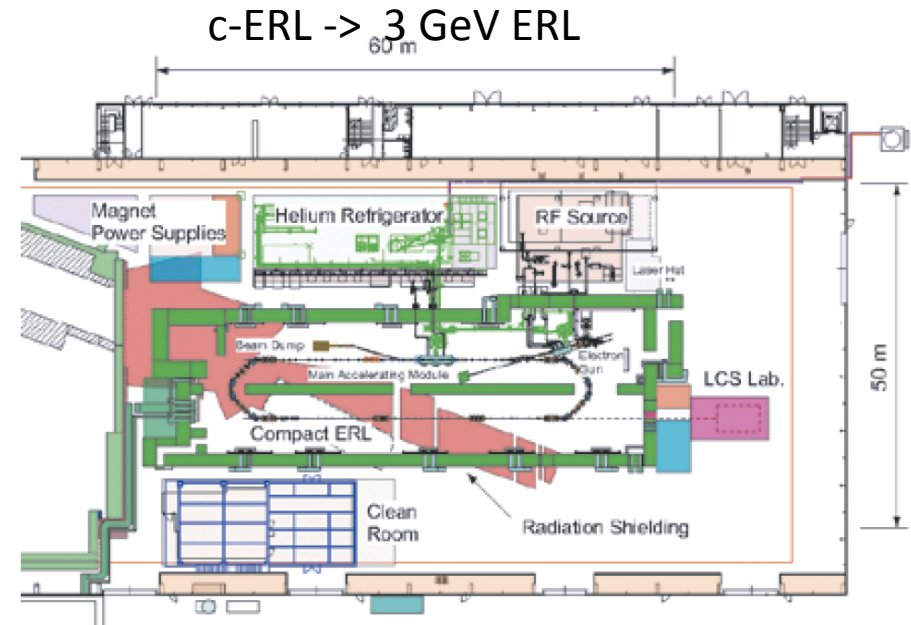 c-ERL -> 3 GeV ERL
60 m
Magnet
Power Supplies
Helium Refrigerator
RF Source
Laser Hut
Beam Dump
Main Accelerating Module
Electron
Gun
LCS Lab.
50 m
Compact ERL
Clean
Room
Radiation Shielding